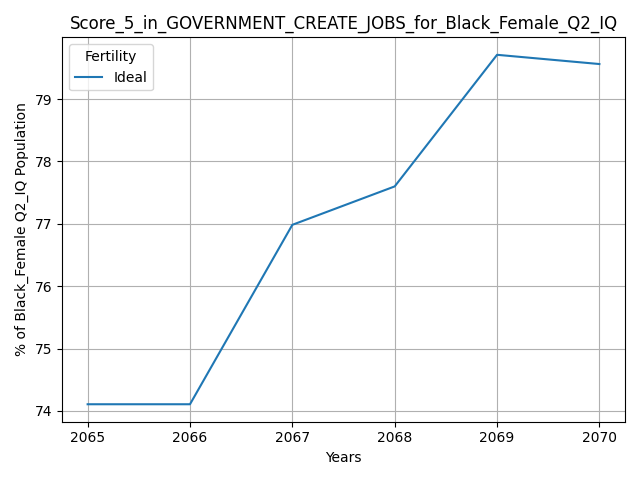 Score_5_in_GOVERNMENT_CREATE_JOBS_for_Black_Female_Q2_IQ
Fertility
Ideal
% of Black_Female Q2_IQ Population
79
78
77
76
75
74
2065 2066 2067 2068 2069 2070
Years